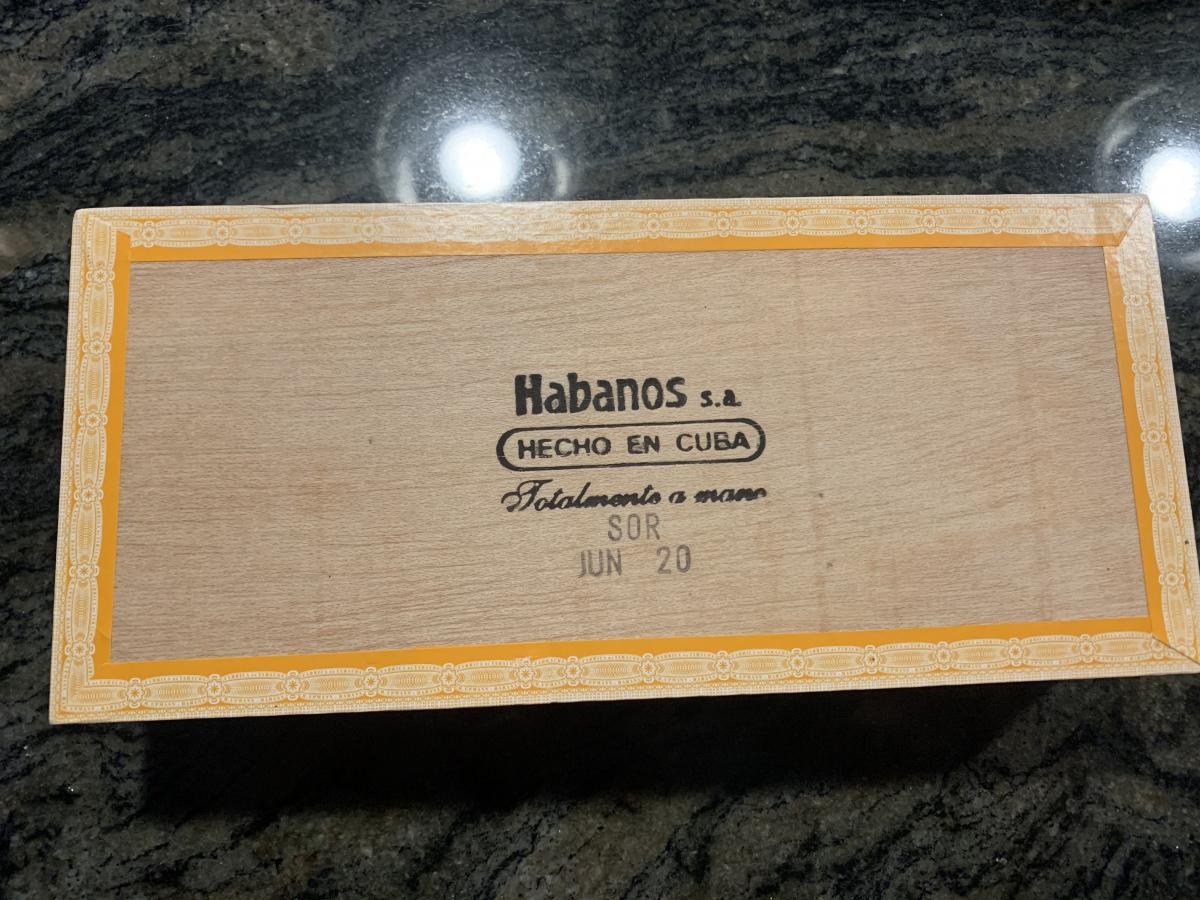 Habanos s.a.
HECHO EN CUBA
Totalmente a mano
SOR
JUN 20